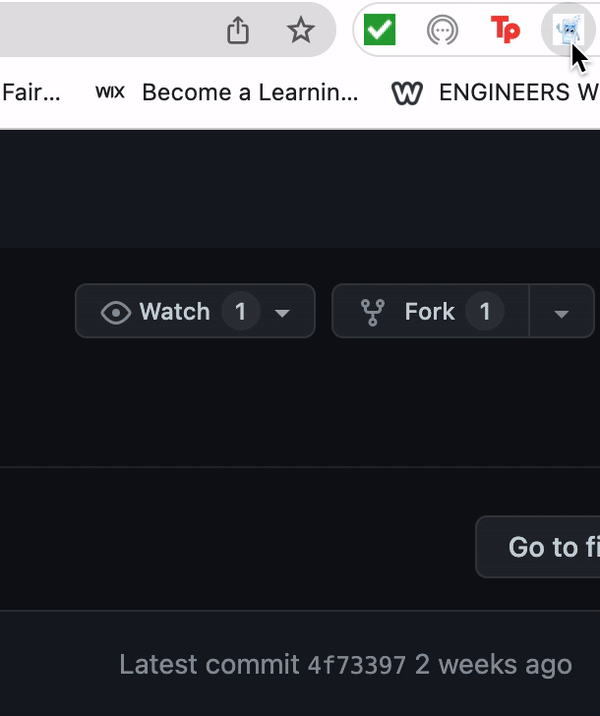 Tp
Fair... WIX Become a Learnin... W ENGINEERS W
Watch 1 Fork 1
Go to fi
Latest commit 4f73397 2 weeks ago